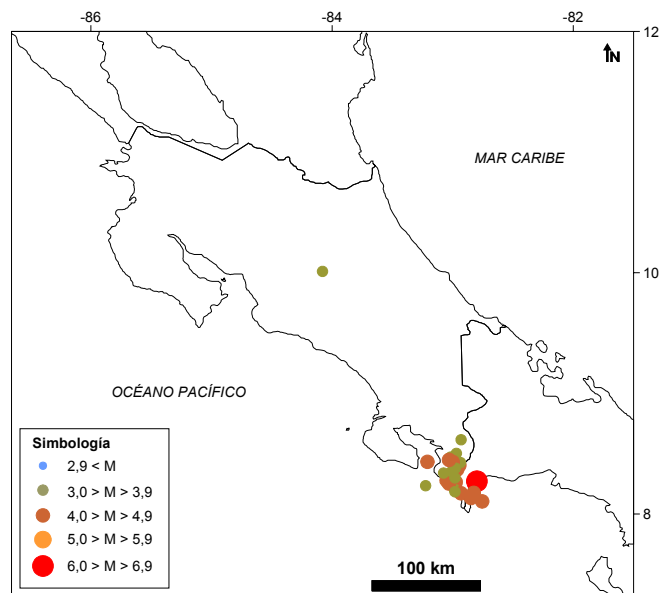 -86
-84
-82
12
N
MAR CARIBE
10
OCÉANO PACÍFICO
Simbología
2,9 < M
3,0 > M > 3,9
4,0 > M > 4,9
5,0 > M > 5,9
6,0 > M > 6,9
8
100 km